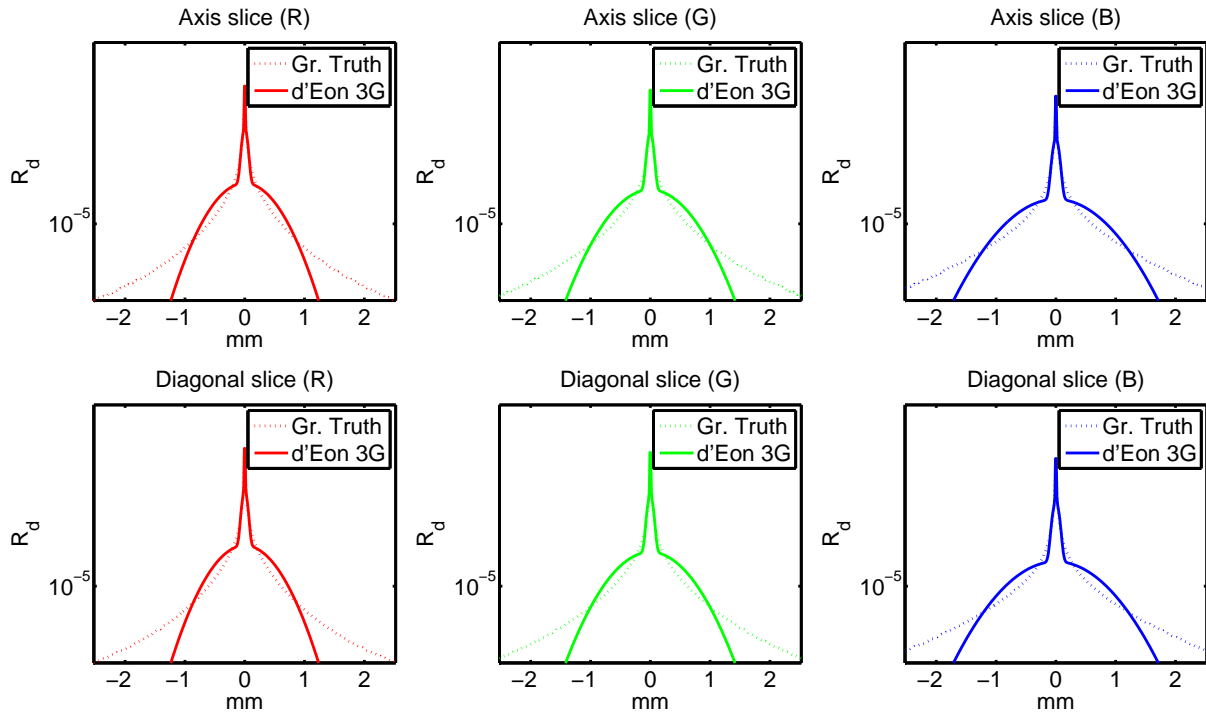 Axis slice (R)
Gr. Truth
d'Eon 3G
R_d
10^−5
−2 −1 0 1 2
mm
Axis slice (G)
Gr. Truth
d'Eon 3G
R_d
10^−5
−2 −1 0 1 2
mm
Axis slice (B)
Gr. Truth
d'Eon 3G
R_d
10^−5
−2 −1 0 1 2
mm
Diagonal slice (R)
Gr. Truth
d'Eon 3G
R_d
10^−5
−2 −1 0 1 2
mm
Diagonal slice (G)
Gr. Truth
d'Eon 3G
R_d
10^−5
−2 −1 0 1 2
mm
Diagonal slice (B)
Gr. Truth
d'Eon 3G
R_d
10^−5
−2 −1 0 1 2
mm